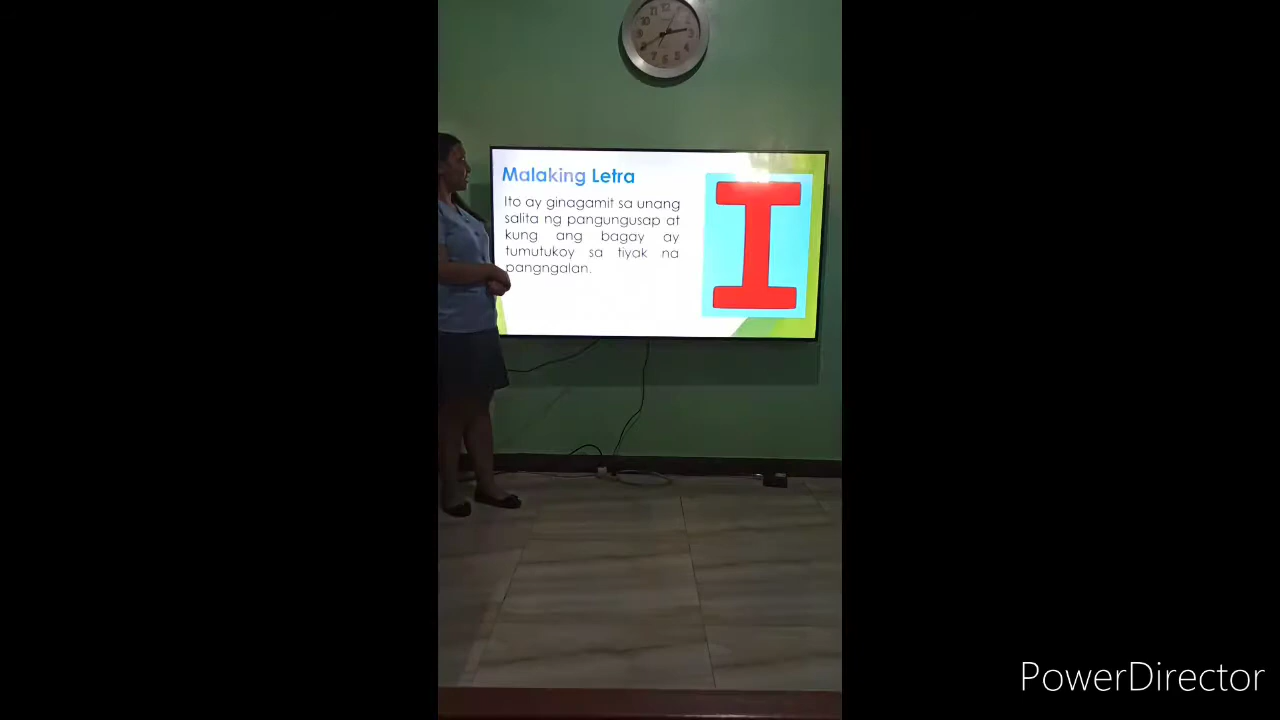 Malaking Letra
Ito ay ginagamit sa unang
salita ng pangungusap at
kung ang bagay ay
tumutukoy sa tiyak na
pangngalan.
I
PowerDirector